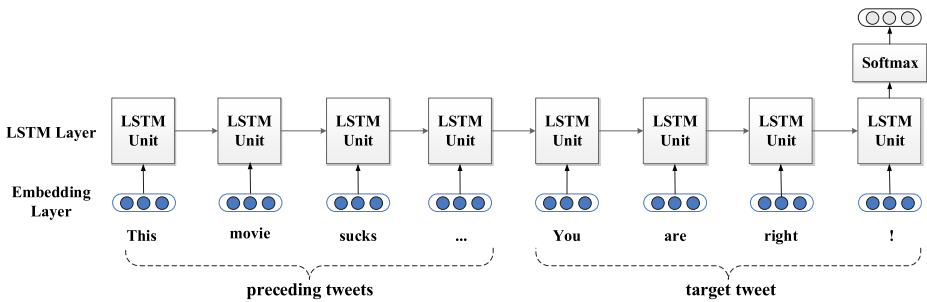 Softmax
LSTM Layer
LSTM Unit LSTM Unit LSTM Unit LSTM Unit LSTM Unit LSTM Unit LSTM Unit LSTM Unit
Embedding
Layer
This movie sucks ... You are right !
preceding tweets target tweet